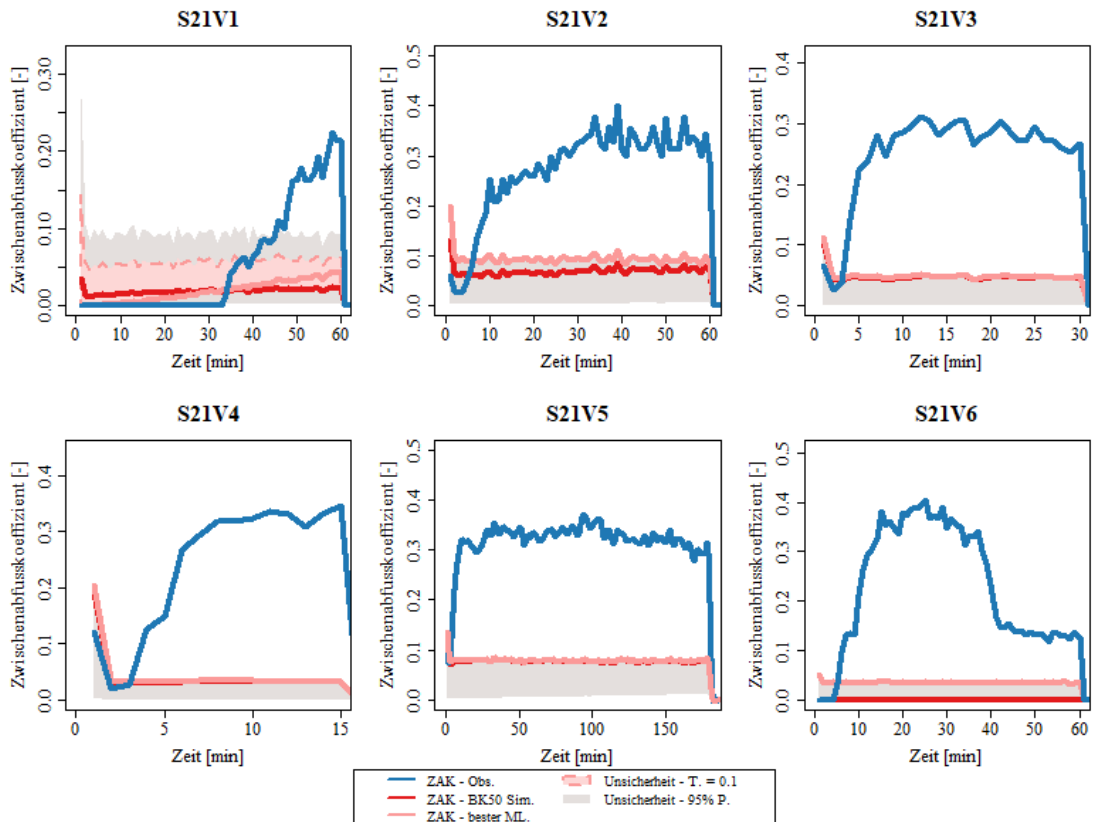 S21V1
S21V2
S21V3
Zwischenabfusskoeffizient [-]
0.00
0.10
0.20
0.30
0 10 20 30 40 50 60
Zeit [min]
Zwischenabfusskoeffizient [-]
0.0
0.1
0.2
0.3
0.4
0.5
0 10 20 30 40 50 60
Zeit [min]
Zwischenabfusskoeffizient [-]
0.0
0.1
0.2
0.3
0.4
0 5 10 15 20 25 30
Zeit [min]
S21V4
S21V5
S21V6
Zwischenabfusskoeffizient [-]
0.0
0.1
0.2
0.3
0.4
0 5 10 15
Zeit [min]
Zwischenabfusskoeffizient [-]
0.0
0.1
0.2
0.3
0.4
0.5
0 50 100 150
Zeit [min]
Zwischenabfusskoeffizient [-]
0.0
0.1
0.2
0.3
0.4
0.5
0 10 20 30 40 50 60
Zeit [min]
ZAK - Obs.
ZAK - BK50 Sim.
ZAK - bester ML.
Unsicherheit - T. = 0.1
Unsicherheit - 95% P.